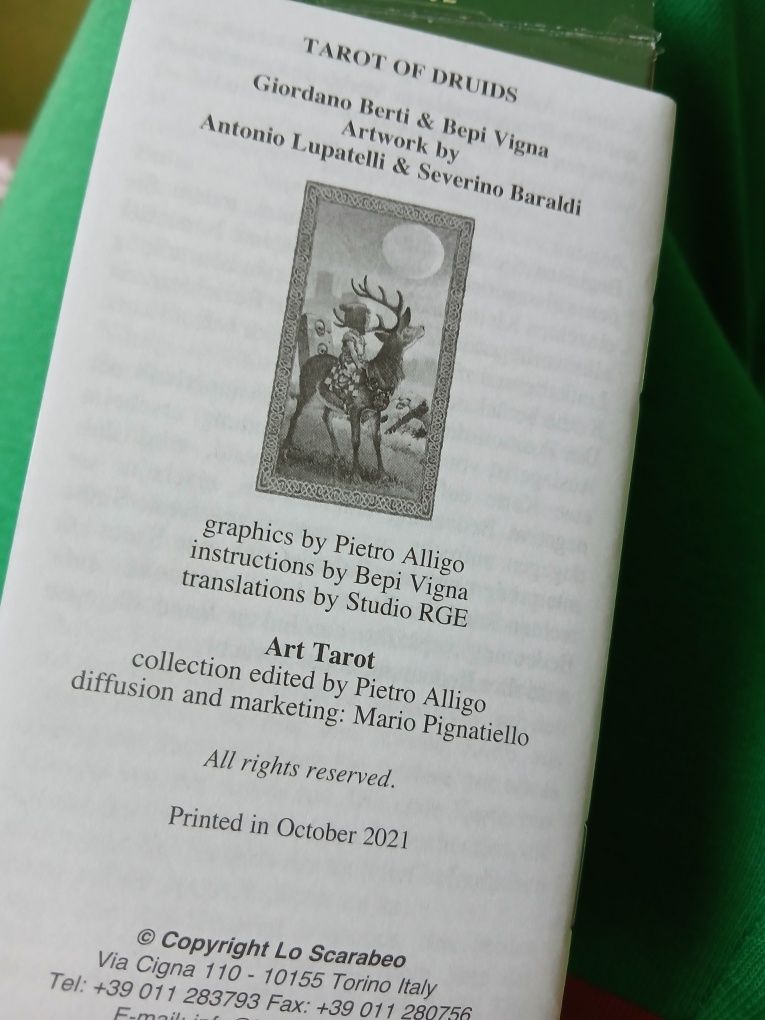 TAROT OF DRUIDS
Giordano Berti & Bepi Vigna
Artwork by
Antonio Lupatelli & Severino Baraldi
graphics by Pietro Alligo
instructions by Bepi Vigna
translations by Studio RGE
Art Tarot
collection edited by Pietro Alligo
diffusion and marketing: Mario Pignatiello
All rights reserved.
Printed in October 2021
© Copyright Lo Scarabeo
Via Cigna 110 - 10155 Torino Italy
Tel: +39 011 283793 Fax: +39 011 280756
E-mail: